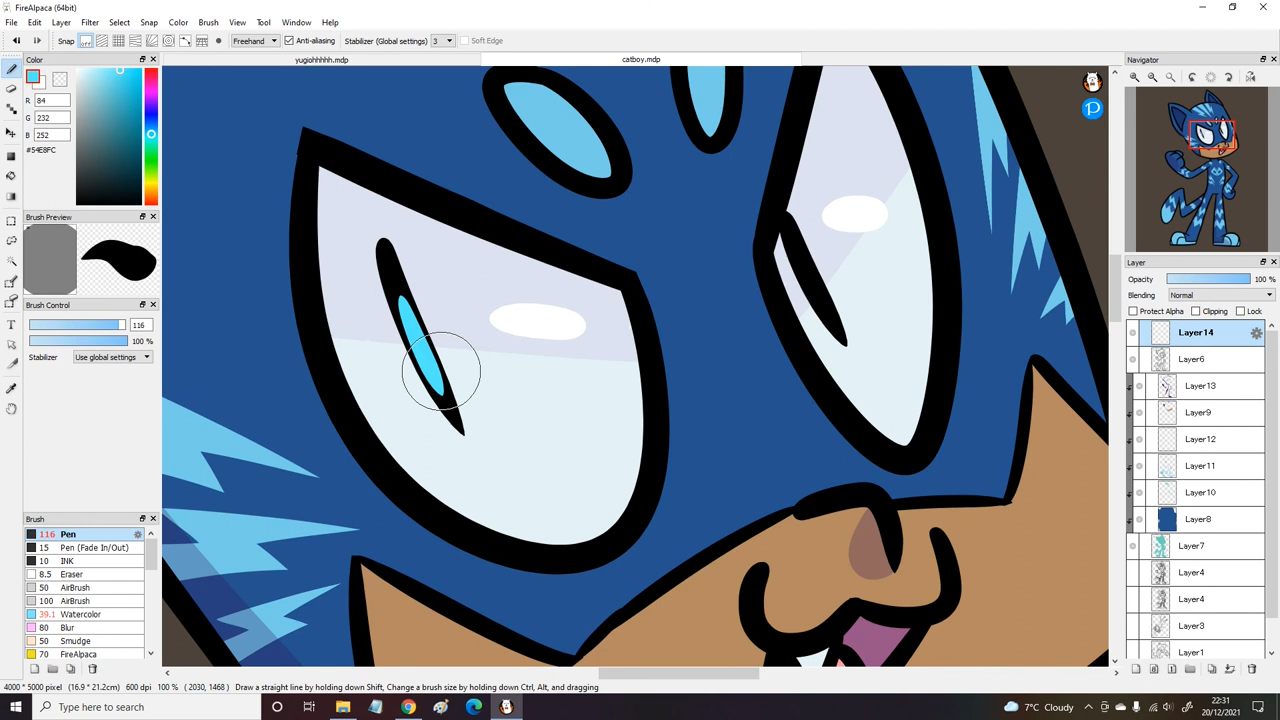 FireAlpaca (64bit)
File Edit Layer Filter Select Snap Color Brush View Tool Window Help
Snap off Freehand Anti-aliasing Stabilizer (Global settings) 3 Soft Edge
Color yugiohhhhh.mdp catboy.mdp Navigator
R 84
G 232
B 252
#54E8FC
Brush Preview
Brush Control
116
100 %
Stabilizer Use global settings
Brush
116 Pen
15 Pen (Fade In/Out)
10 INK
8.5 Eraser
50 AirBrush
100 AirBrush
39.1 Watercolor
80 Blur
50 Smudge
70 FireAlpaca
P
Layer
Opacity 100 %
Blending Normal
Protect Alpha Clipping Lock
Layer14
Layer6
Layer13
Layer9
Layer12
Layer11
Layer10
Layer8
Layer7
Layer4
Layer4
Layer3
Layer1
4000 * 5000 pixel (16.9 * 21.2cm) 600 dpi 100 % ( 2030, 1468 ) Draw a straight line by holding down Shift, Change a brush size by holding down Ctrl, Alt, and dragging
Type here to search
7°C Cloudy
22:31
20/12/2021